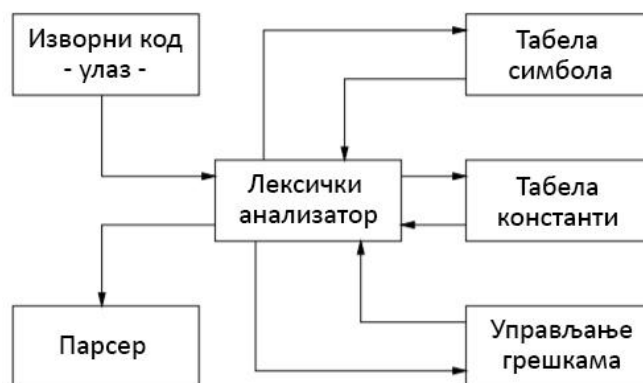 Изворни код
- улаз -
Табела
симбола
Лексички
анализатор
Табела
константи
Парсер
Управљање
грешкама